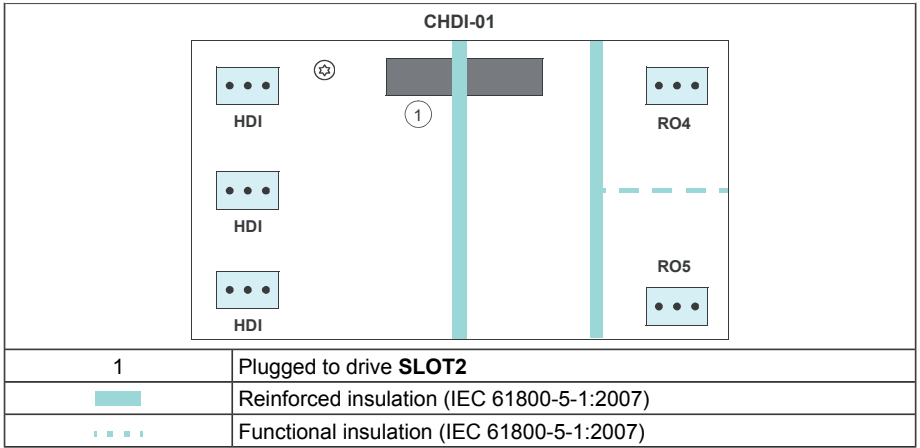 CHDI-01
HDI
1
RO4
HDI
RO5
HDI
1 Plugged to drive SLOT2
Reinforced insulation (IEC 61800-5-1:2007)
Functional insulation (IEC 61800-5-1:2007)